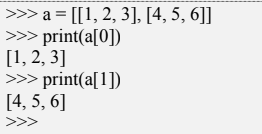 >>> a = [[1, 2, 3], [4, 5, 6]]
>>> print(a[0])
[1, 2, 3]
>>> print(a[1])
[4, 5, 6]
>>>